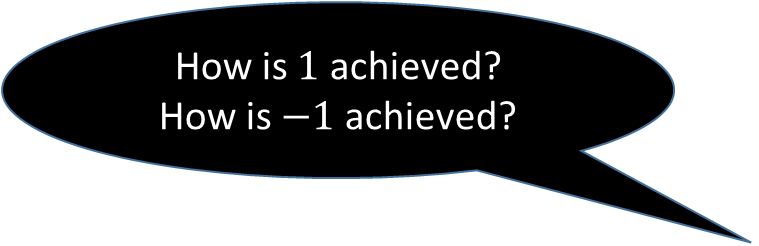 How is 1 achieved?
How is −1 achieved?